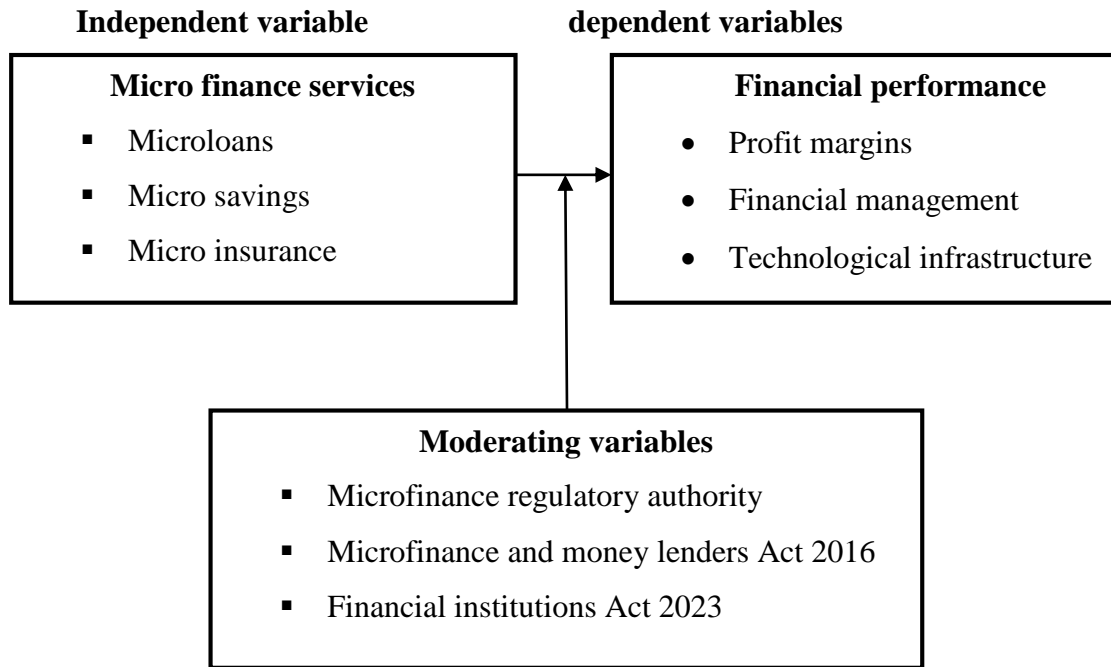 Independent variable
dependent variables
Micro finance services
▪ Microloans
▪ Micro savings
▪ Micro insurance
Financial performance
• Profit margins
• Financial management
• Technological infrastructure
Moderating variables
▪ Microfinance regulatory authority
▪ Microfinance and money lenders Act 2016
▪ Financial institutions Act 2023